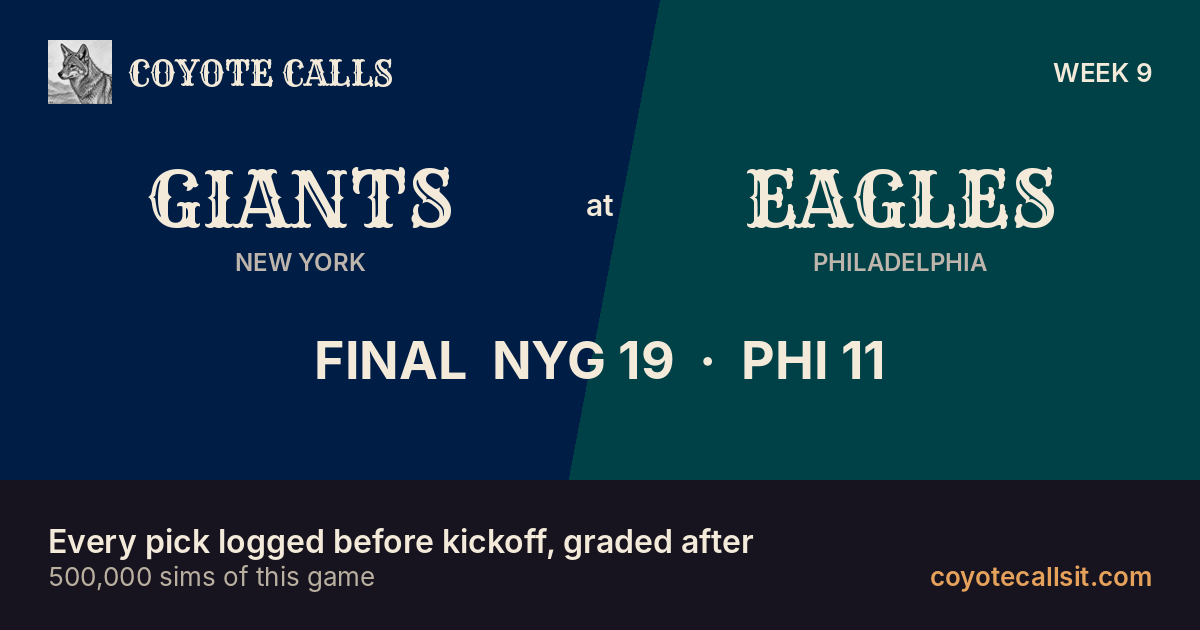 COYOTE CALLS
WEEK 9
GIANTS at EAGLES
NEW YORK PHILADELPHIA
FINAL NYG 19 · PHI 11
Every pick logged before kickoff, graded after
500,000 sims of this game
coyotecallsit.com